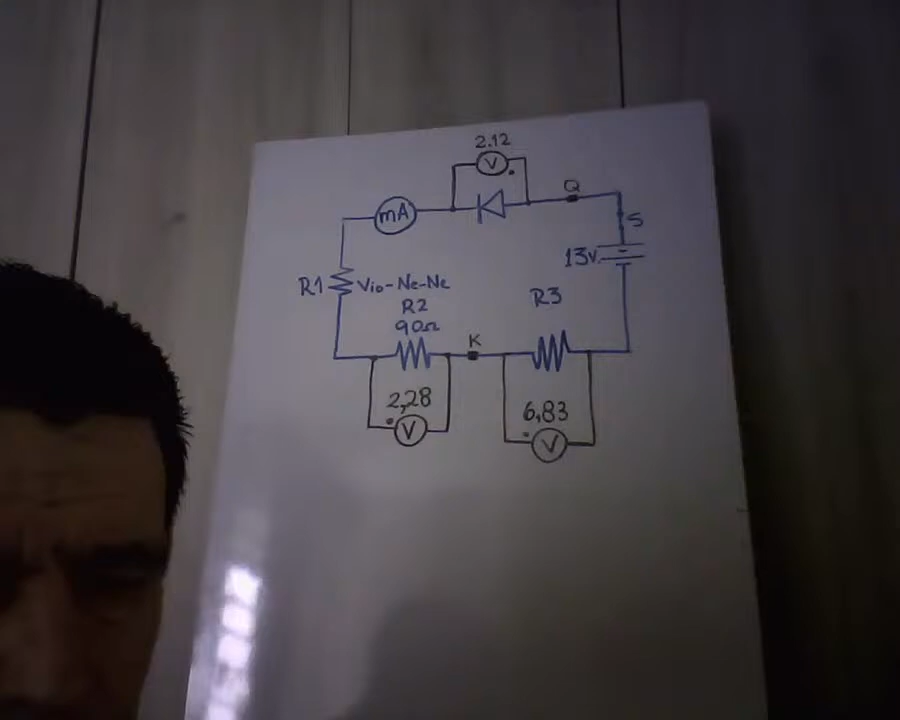 2.12
V
Q
mA
S
13v.
R1
Vio-Ne-Ne
R2
90Ω
R3
K
2,28
V
6,83
V